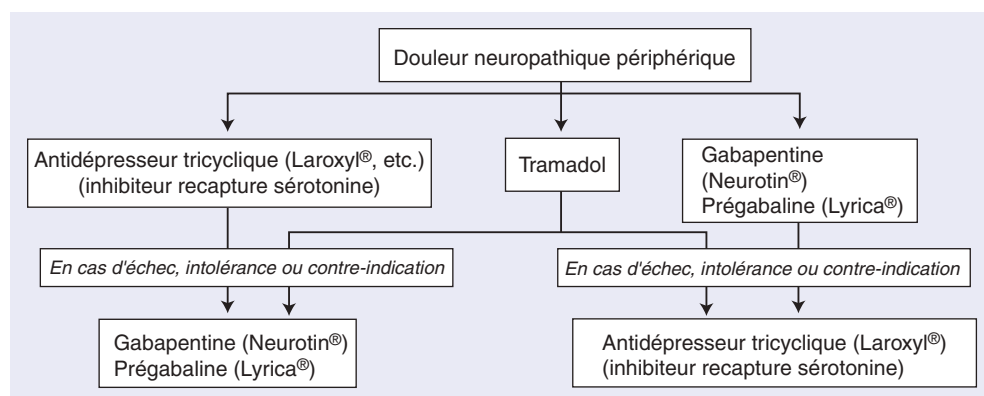 Douleur neuropathique périphérique
Antidépresseur tricyclique (Laroxyl®, etc.)
(inhibiteur recapture sérotonine)
Tramadol
Gabapentine
(Neurotin®)
Prégabaline (Lyrica®)
En cas d'échec, intolérance ou contre-indication
En cas d'échec, intolérance ou contre-indication
Gabapentine (Neurotin®)
Prégabaline (Lyrica®)
Antidépresseur tricyclique (Laroxyl®)
(inhibiteur recapture sérotonine)